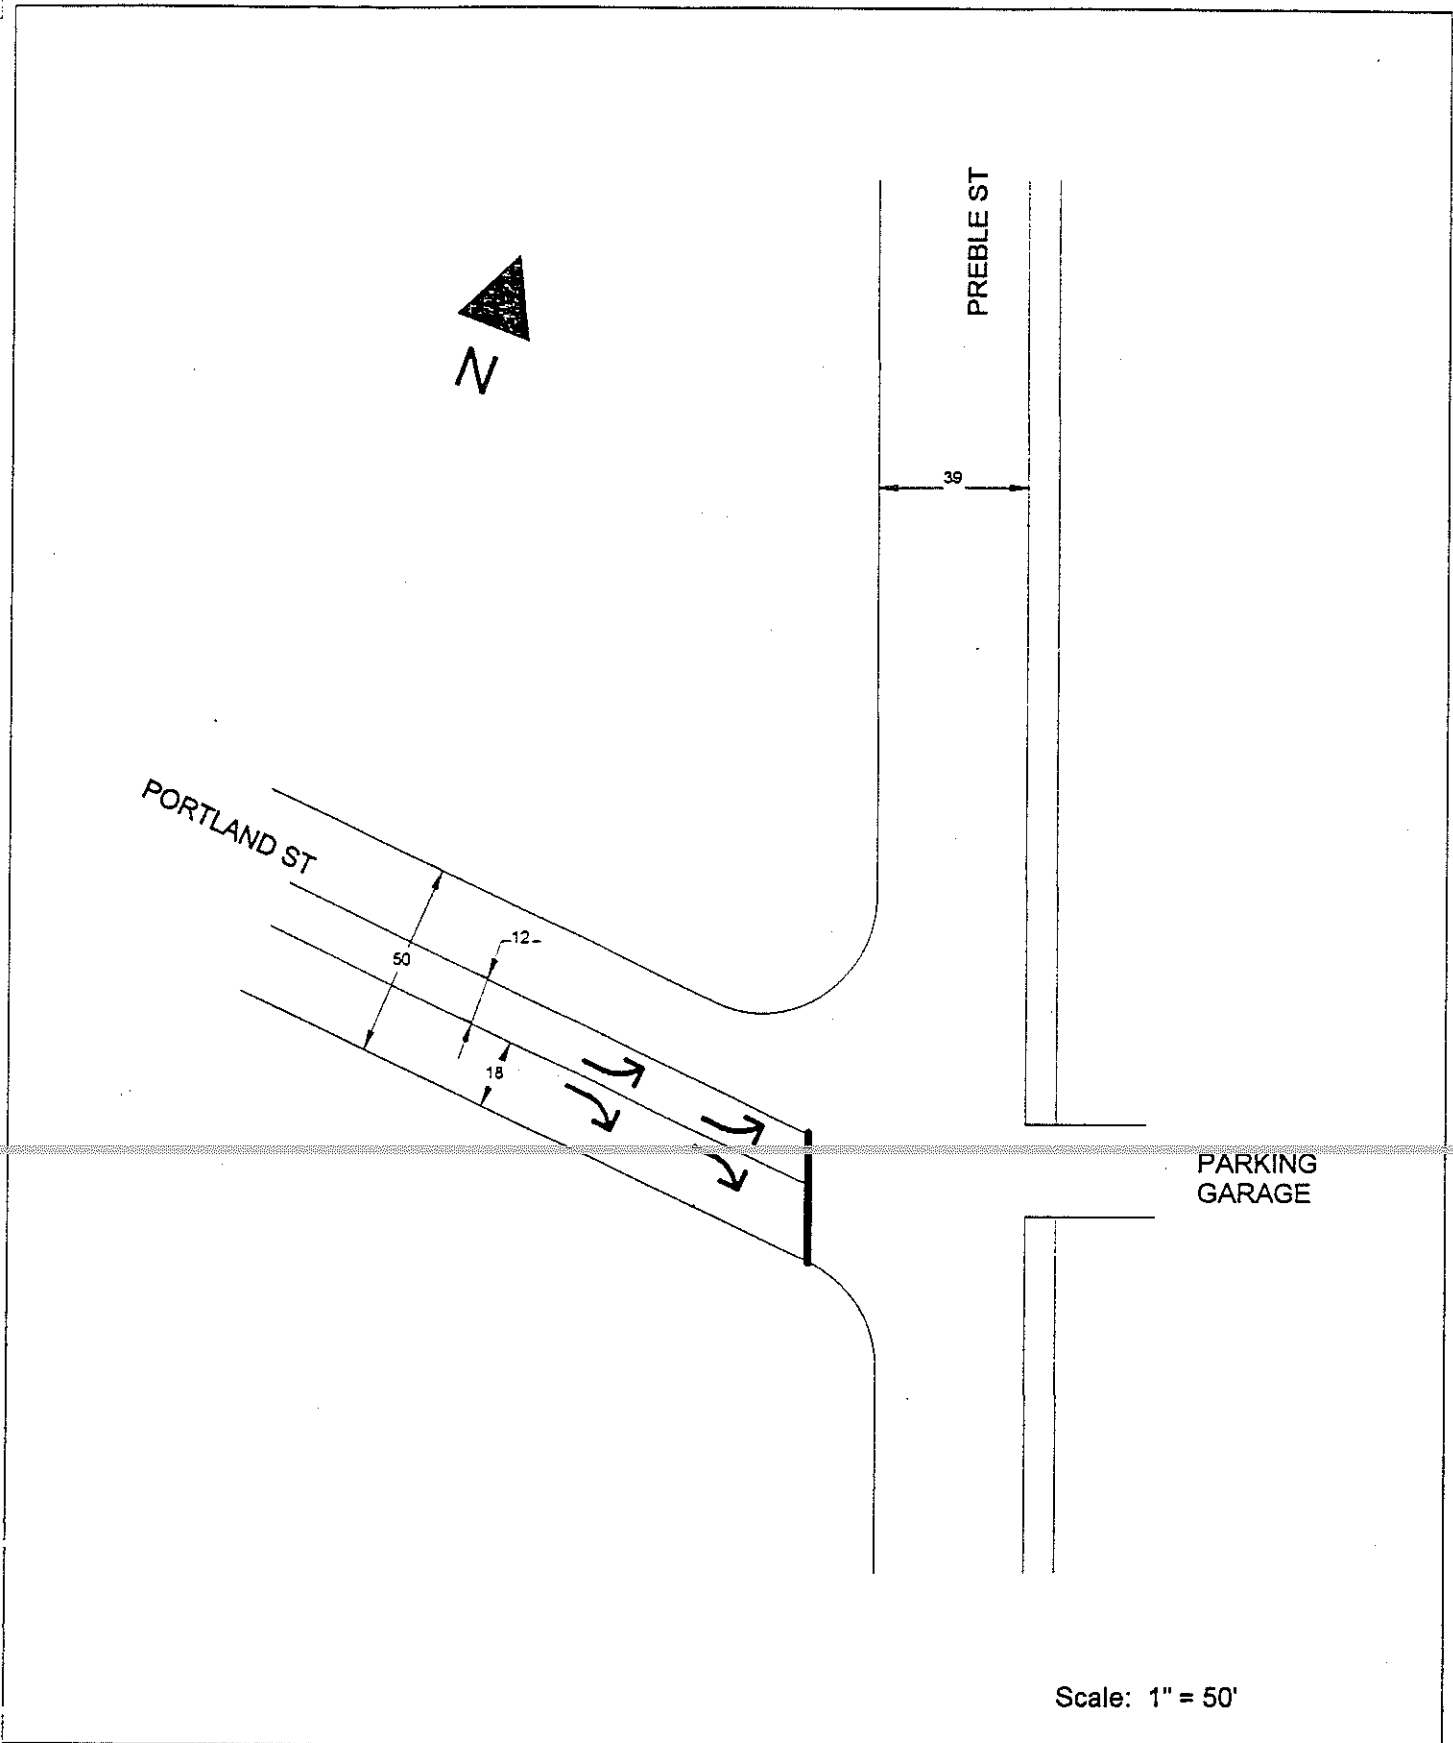 PREBLE ST
N
39
PORTLAND ST
12
50
18
PARKING
GARAGE
Scale: 1" = 50'